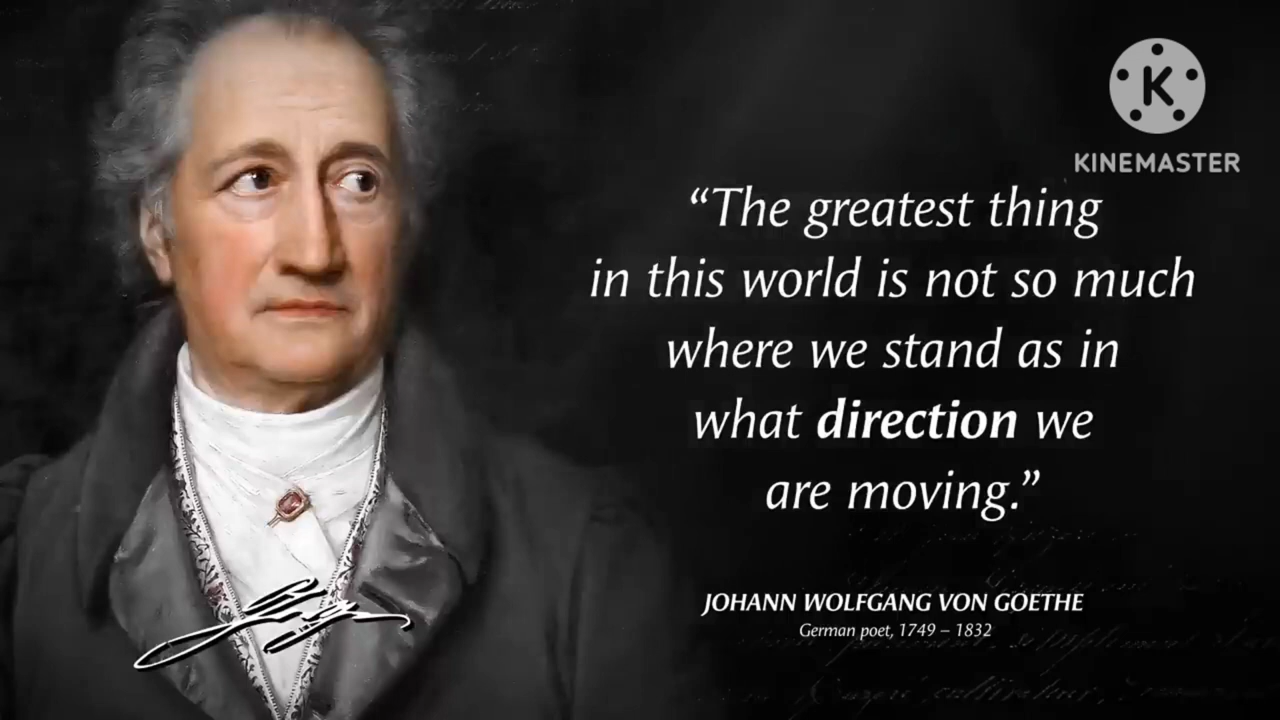 K
KINEMASTER
“The greatest thing
in this world is not so much
where we stand as in
what direction we
are moving.”
JOHANN WOLFGANG VON GOETHE
German poet, 1749 – 1832